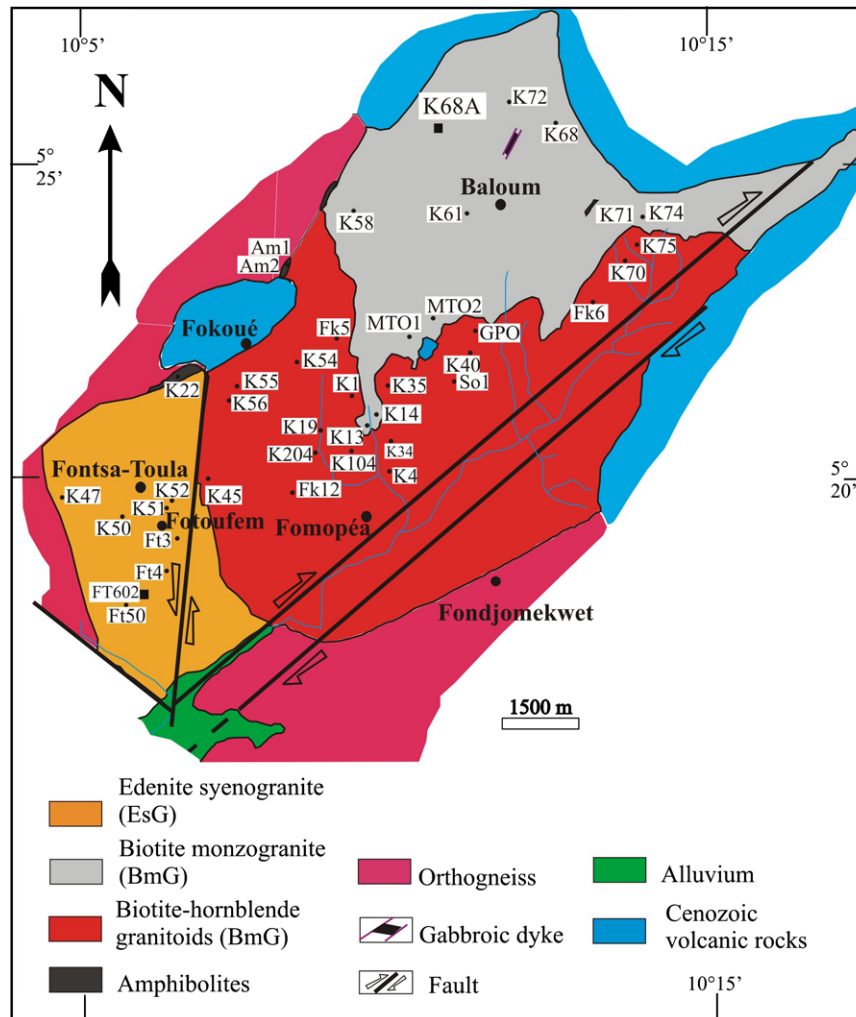 10°5’
10°15’
N
K72
K68A
K68
5°
25’
Baloum
K58
K61
K71
K74
Am1
Am2
K75
K70
Fokoué
Fk5
MTO1
MTO2
GPO
Fk6
K22
K54
K40
K55
K56
K1
K35
So1
K19
K14
K13
K204
K104
K34
K4
Fontsa-Toula
K47
K52
K51
K45
Fk12
5°
20’
K50
Fotoufem
Ft3
Fomopéa
Ft4
FT602
Ft50
Fondjomekwet
1500 m
Edenite syenogranite
(EsG)
Biotite monzogranite
(BmG)
Biotite-hornblende
granitoids (BmG)
Amphibolites
Orthogneiss
Gabbroic dyke
Fault
Alluvium
Cenozoic
volcanic rocks
10°15’